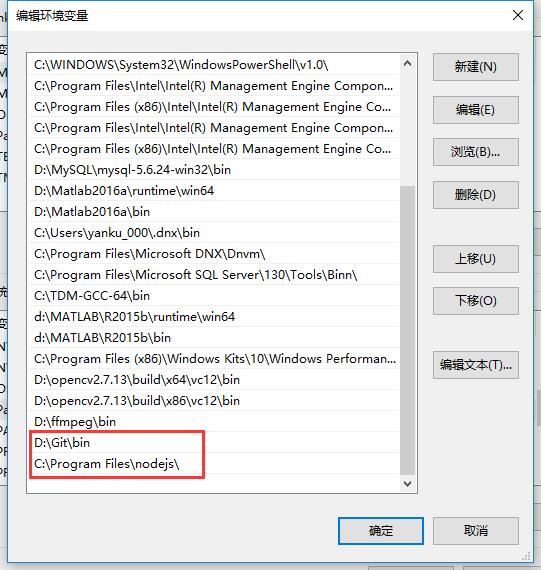 编辑环境变量
C:\WINDOWS\System32\WindowsPowerShell\v1.0\
C:\Program Files\Intel\Intel(R) Management Engine Compon...
C:\Program Files (x86)\Intel\Intel(R) Management Engine Co...
C:\Program Files\Intel\Intel(R) Management Engine Compon...
C:\Program Files (x86)\Intel\Intel(R) Management Engine Co...
D:\MySQL\mysql-5.6.24-win32\bin
D:\Matlab2016a\runtime\win64
D:\Matlab2016a\bin
C:\Users\yanku_000\.dnx\bin
C:\Program Files\Microsoft DNX\Dnvm\
C:\Program Files\Microsoft SQL Server\130\Tools\Binn\
C:\TDM-GCC-64\bin
d:\MATLAB\R2015b\runtime\win64
d:\MATLAB\R2015b\bin
C:\Program Files (x86)\Windows Kits\10\Windows Performan...
D:\opencv2.7.13\build\x64\vc12\bin
D:\opencv2.7.13\build\x86\vc12\bin
D:\ffmpeg\bin
D:\Git\bin
C:\Program Files\nodejs\
新建(N)
编辑(E)
浏览(B)...
删除(D)
上移(U)
下移(O)
编辑文本(T)...
确定
取消